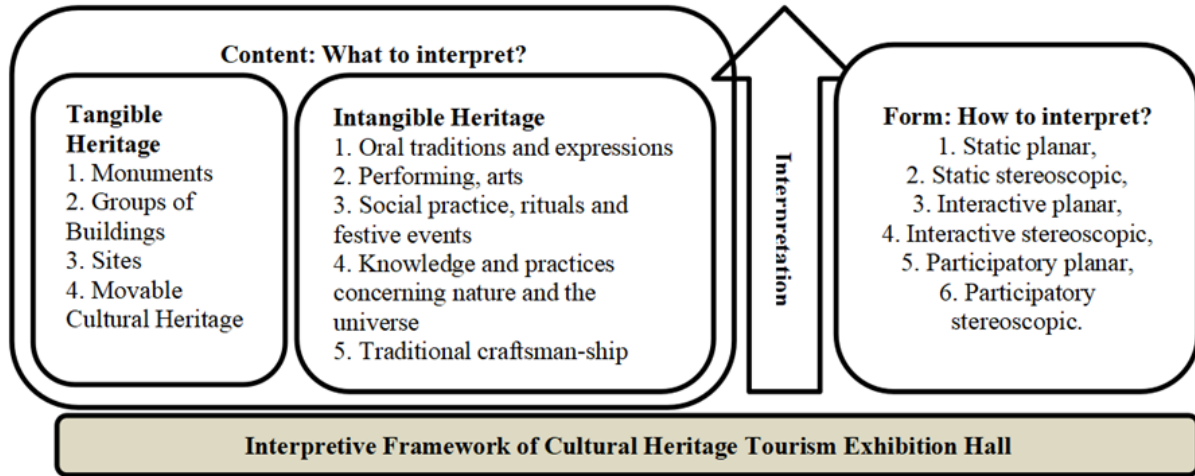 Content: What to interpret?
Tangible
Heritage
1. Monuments
2. Groups of
Buildings
3. Sites
4. Movable
Cultural Heritage
Intangible Heritage
1. Oral traditions and expressions
2. Performing, arts
3. Social practice, rituals and
festive events
4. Knowledge and practices
concerning nature and the
universe
5. Traditional craftsman-ship
Interpretation
Form: How to interpret?
1. Static planar,
2. Static stereoscopic,
3. Interactive planar,
4. Interactive stereoscopic,
5. Participatory planar,
6. Participatory
stereoscopic.
Interpretive Framework of Cultural Heritage Tourism Exhibition Hall